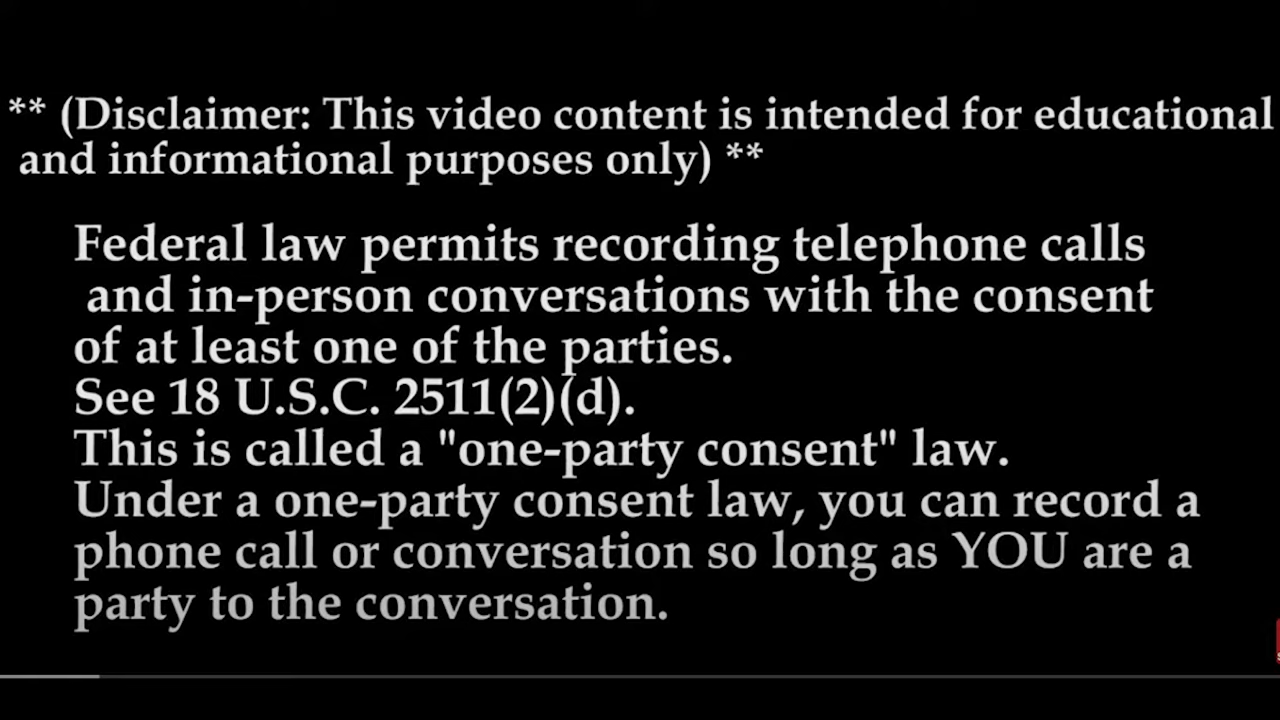 ** (Disclaimer: This video content is intended for educational
and informational purposes only) **
Federal law permits recording telephone calls
and in-person conversations with the consent
of at least one of the parties.
See 18 U.S.C. 2511(2)(d).
This is called a "one-party consent" law.
Under a one-party consent law, you can record a
phone call or conversation so long as YOU are a
party to the conversation.